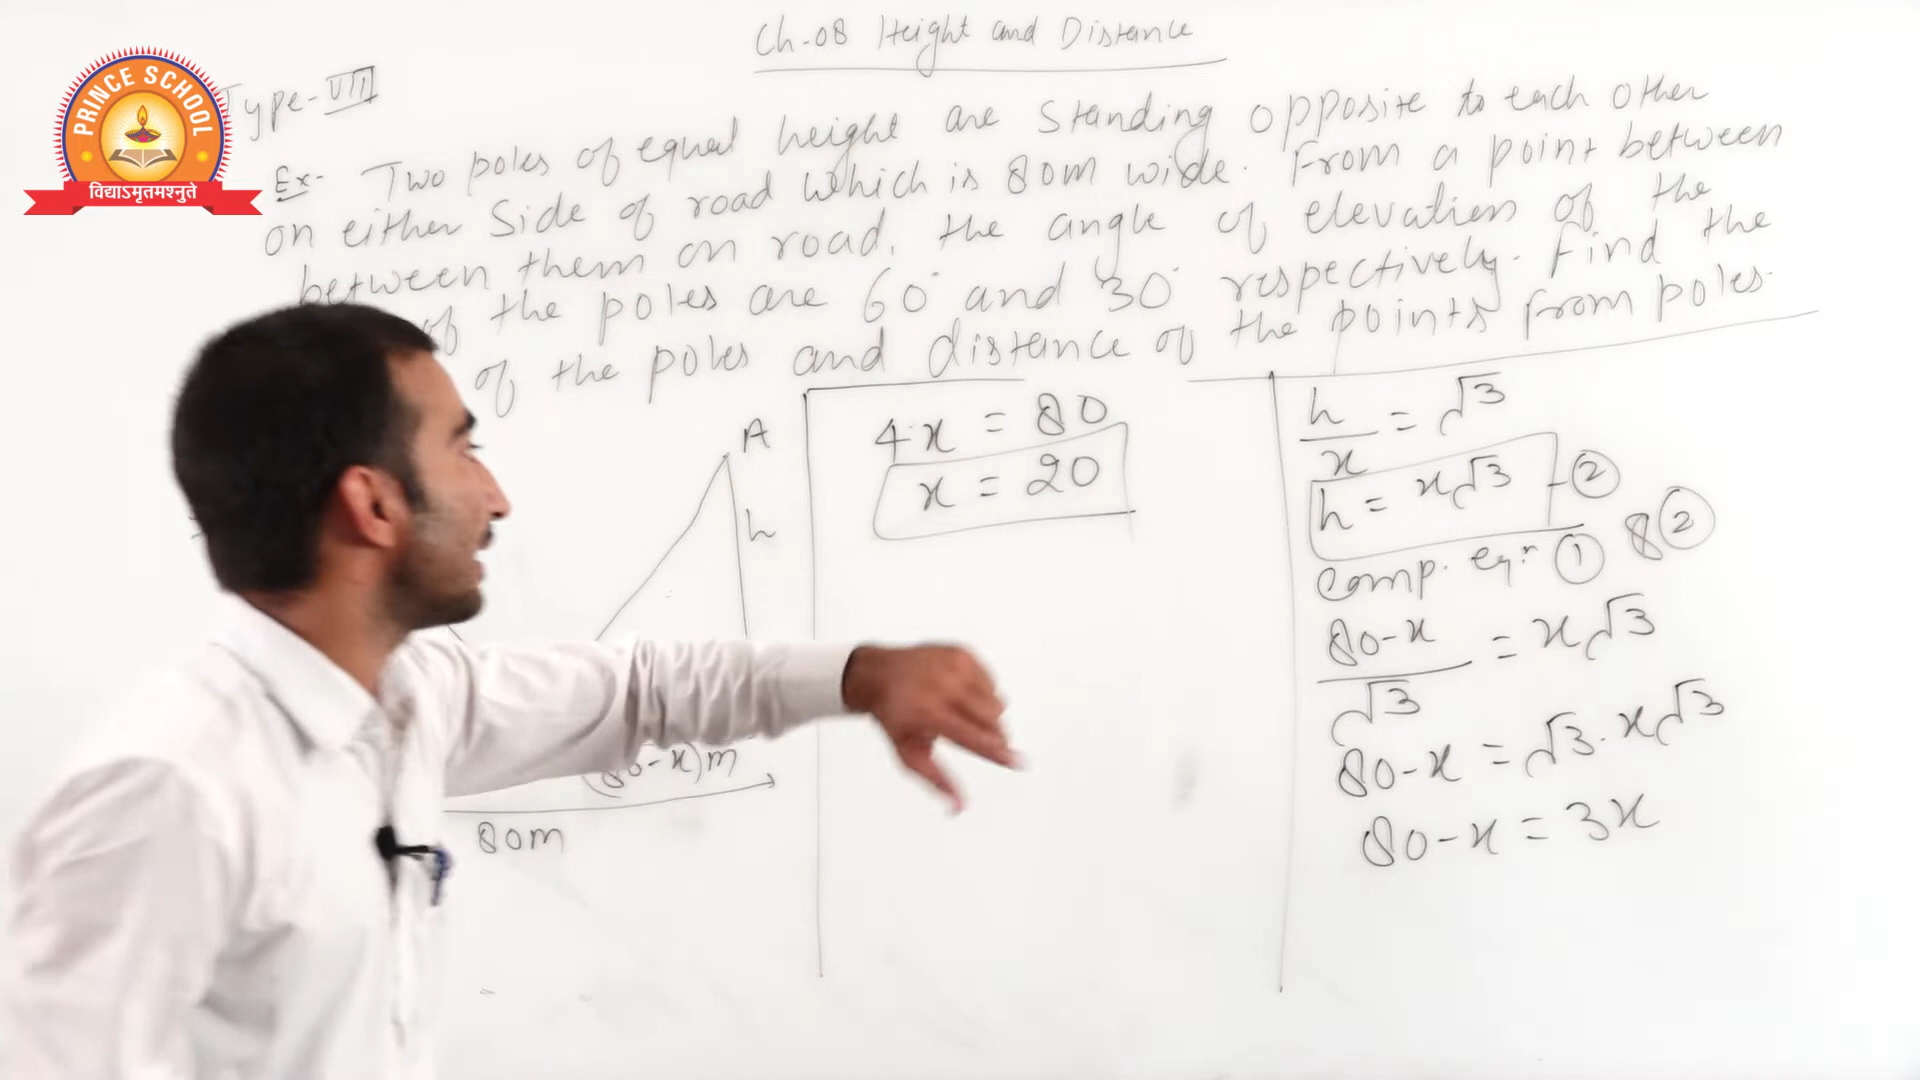 Ch-08 Height and Distance
PRINCE SCHOOL
विद्याऽमृतमश्नुते
Type-VIII
Ex- Two poles of equal height are standing opposite to each other
on either side of road which is 80m wide. From a point between
between them on road, the angle of elevation of the
of the poles are 60° and 30° respectively. Find the
of the poles and distance of the points from poles.
A
h
x)m
80m
4x = 80
x = 20
h/x = √3
h = x√3 - ②
Comp. eqⁿ ① & ②
80-x/√3 = x√3
80-x = √3.x√3
80-x = 3x